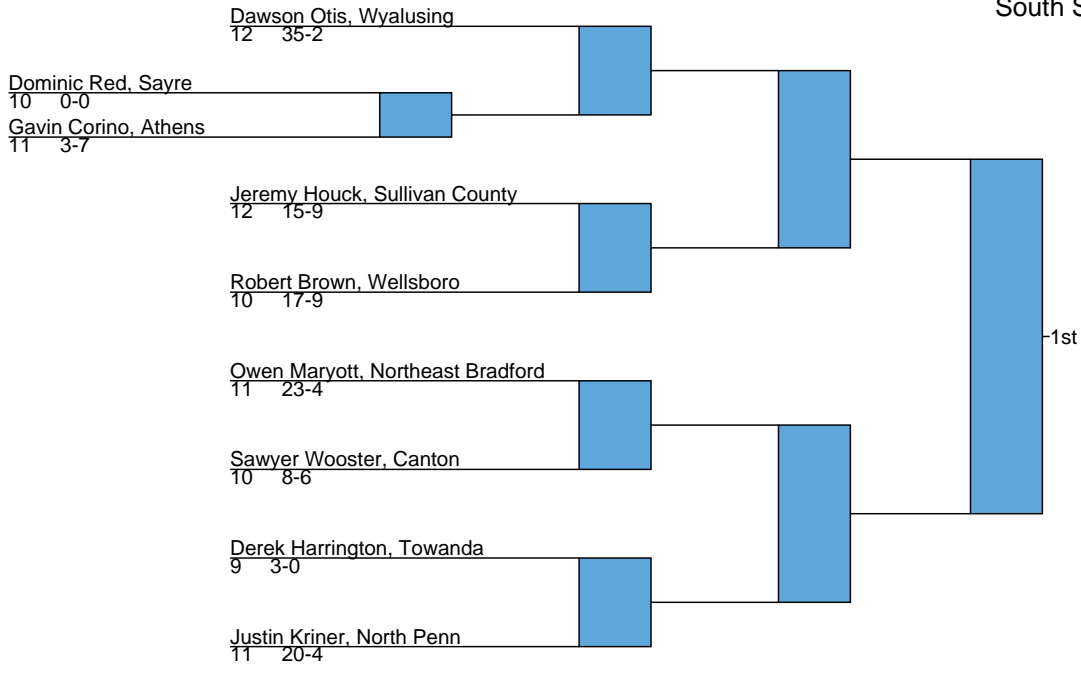 South S
Dawson Otis, Wyalusing
12 35-2
Dominic Red, Sayre
10 0-0
Gavin Corino, Athens
11 3-7
Jeremy Houck, Sullivan County
12 15-9
Robert Brown, Wellsboro
10 17-9
1st
Owen Maryott, Northeast Bradford
11 23-4
Sawyer Wooster, Canton
10 8-6
Derek Harrington, Towanda
9 3-0
Justin Kriner, North Penn
11 20-4